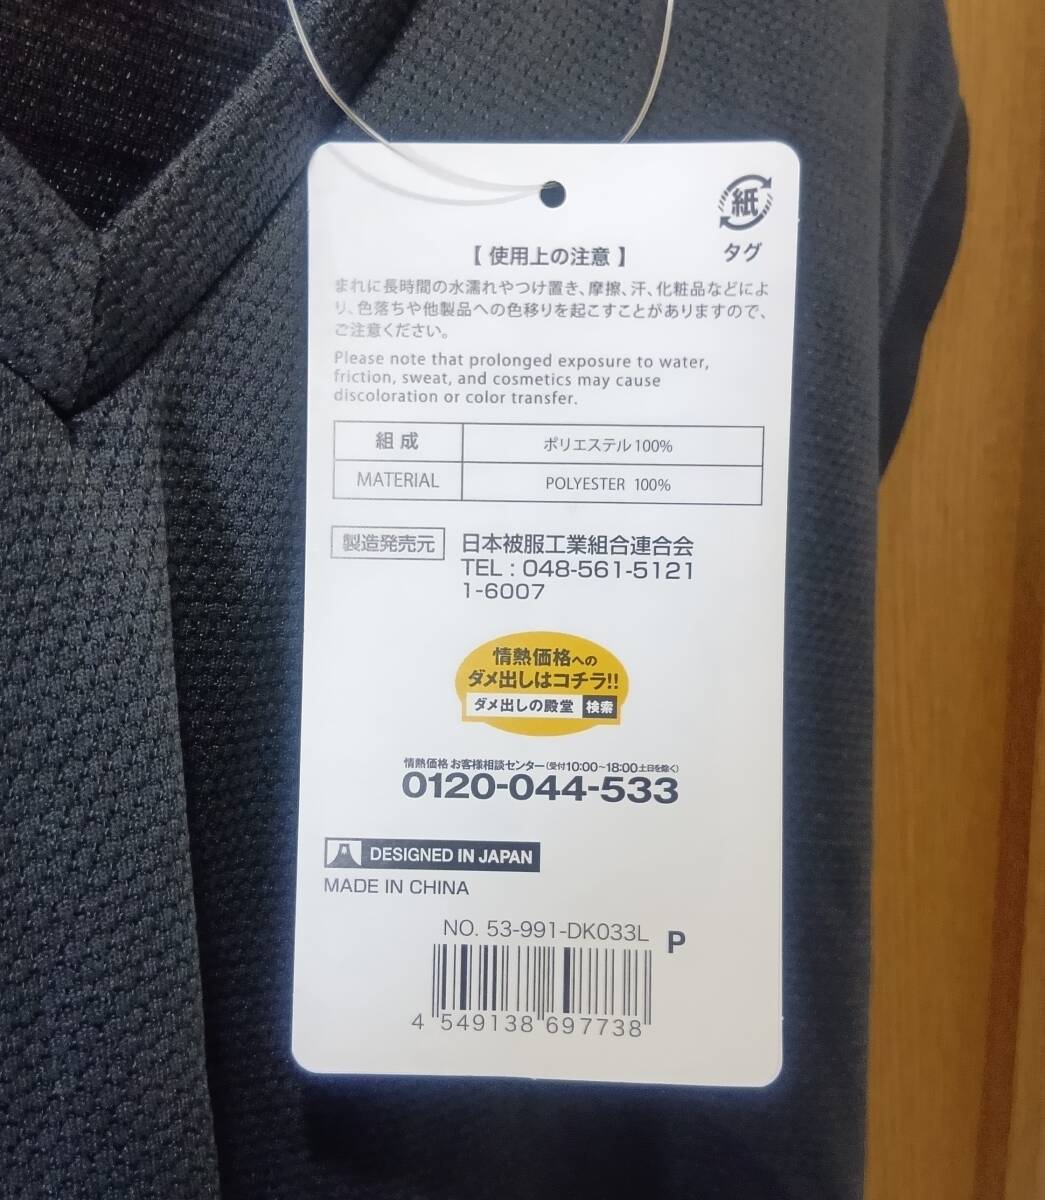 紙
タグ
【 使用上の注意 】
まれに長時間の水濡れやつけ置き、摩擦、汗、化粧品などによ
り、色落ちや他製品への色移りを起こすことがありますので、
ご注意ください。
Please note that prolonged exposure to water,
friction, sweat, and cosmetics may cause
discoloration or color transfer.
組成 ポリエステル100%
MATERIAL POLYESTER 100%
製造発売元 日本被服工業組合連合会
TEL : 048-561-5121
1-6007
情熱価格への
ダメ出しはコチラ!!
ダメ出しの殿堂 検索
情熱価格 お客様相談センター(受付10:00~18:00土日を除く)
0120-044-533
DESIGNED IN JAPAN
MADE IN CHINA
NO. 53-991-DK033L P
4 549138 697738